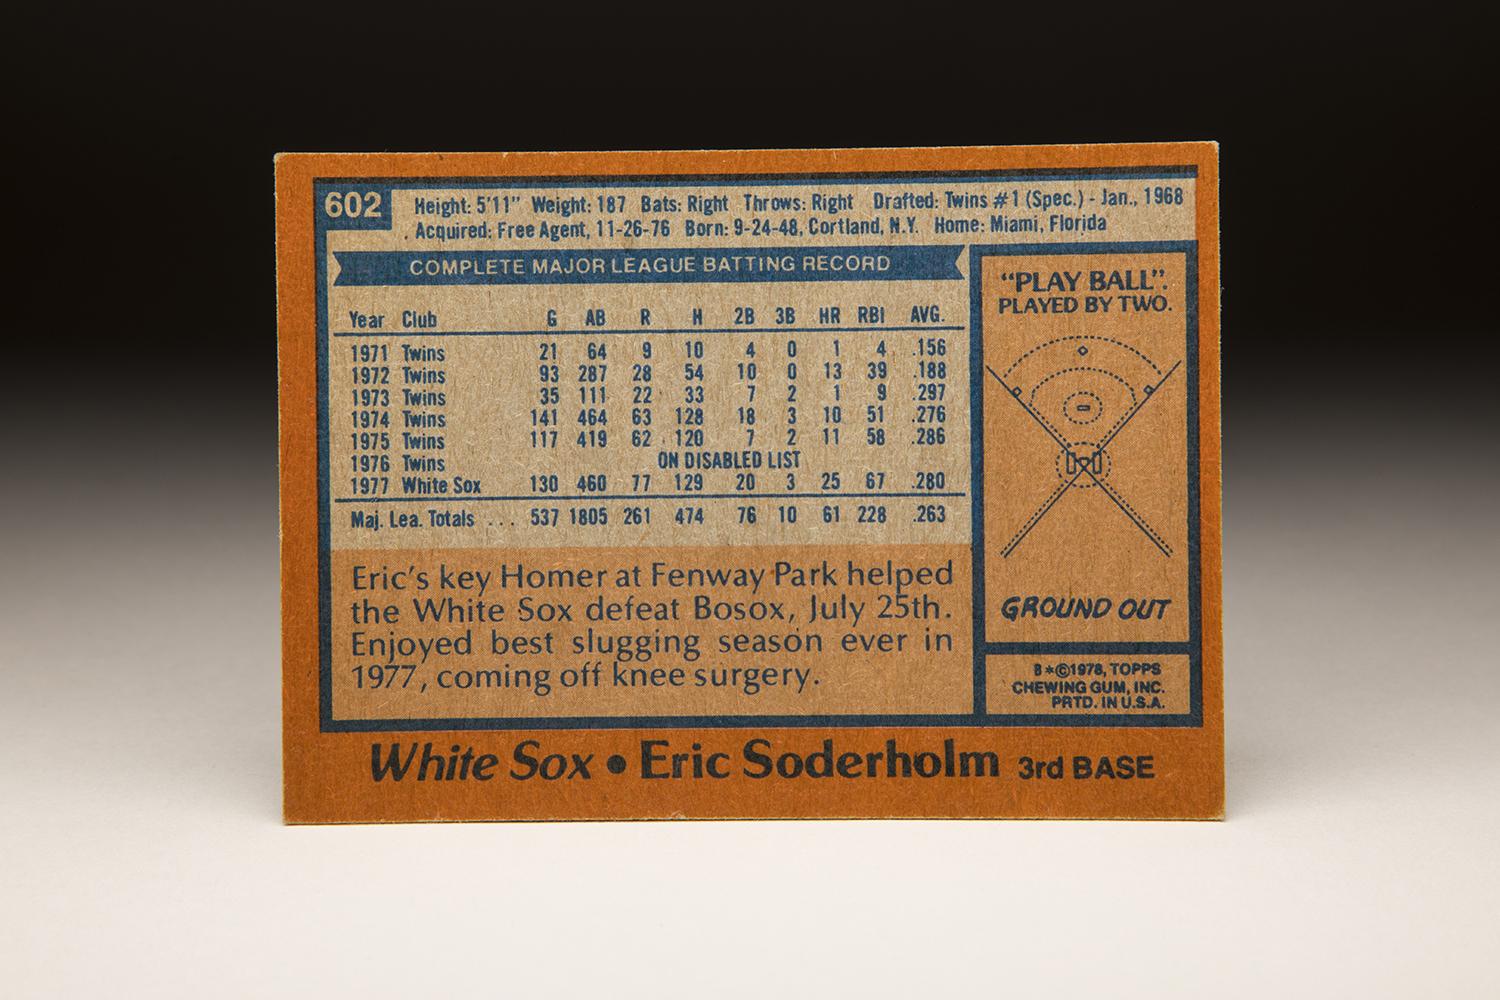 602
Height: 5'11" Weight: 187 Bats: Right Throws: Right Drafted: Twins #1 (Spec.) - Jan., 1968
Acquired: Free Agent, 11-26-76 Born: 9-24-48, Cortland, N.Y. Home: Miami, Florida
COMPLETE MAJOR LEAGUE BATTING RECORD
Year Club G AB R H 2B 3B HR RBI AVG.
1971 Twins 21 64 9 10 4 0 1 4 .156
1972 Twins 93 287 28 54 10 0 13 39 .188
1973 Twins 35 111 22 33 7 2 1 9 .297
1974 Twins 141 464 63 128 18 3 10 51 .276
1975 Twins 117 419 62 120 7 2 11 58 .286
1976 Twins ON DISABLED LIST
1977 White Sox 130 460 77 129 20 3 25 67 .280
Maj. Lea. Totals ... 537 1805 261 474 76 10 61 228 .263
Eric's key Homer at Fenway Park helped
the White Sox defeat Bosox, July 25th.
Enjoyed best slugging season ever in
1977, coming off knee surgery.
"PLAY BALL".
PLAYED BY TWO.
GROUND OUT
B*©1978, TOPPS
CHEWING GUM, INC.
PRTD. IN U.S.A.
White Sox • Eric Soderholm 3rd BASE